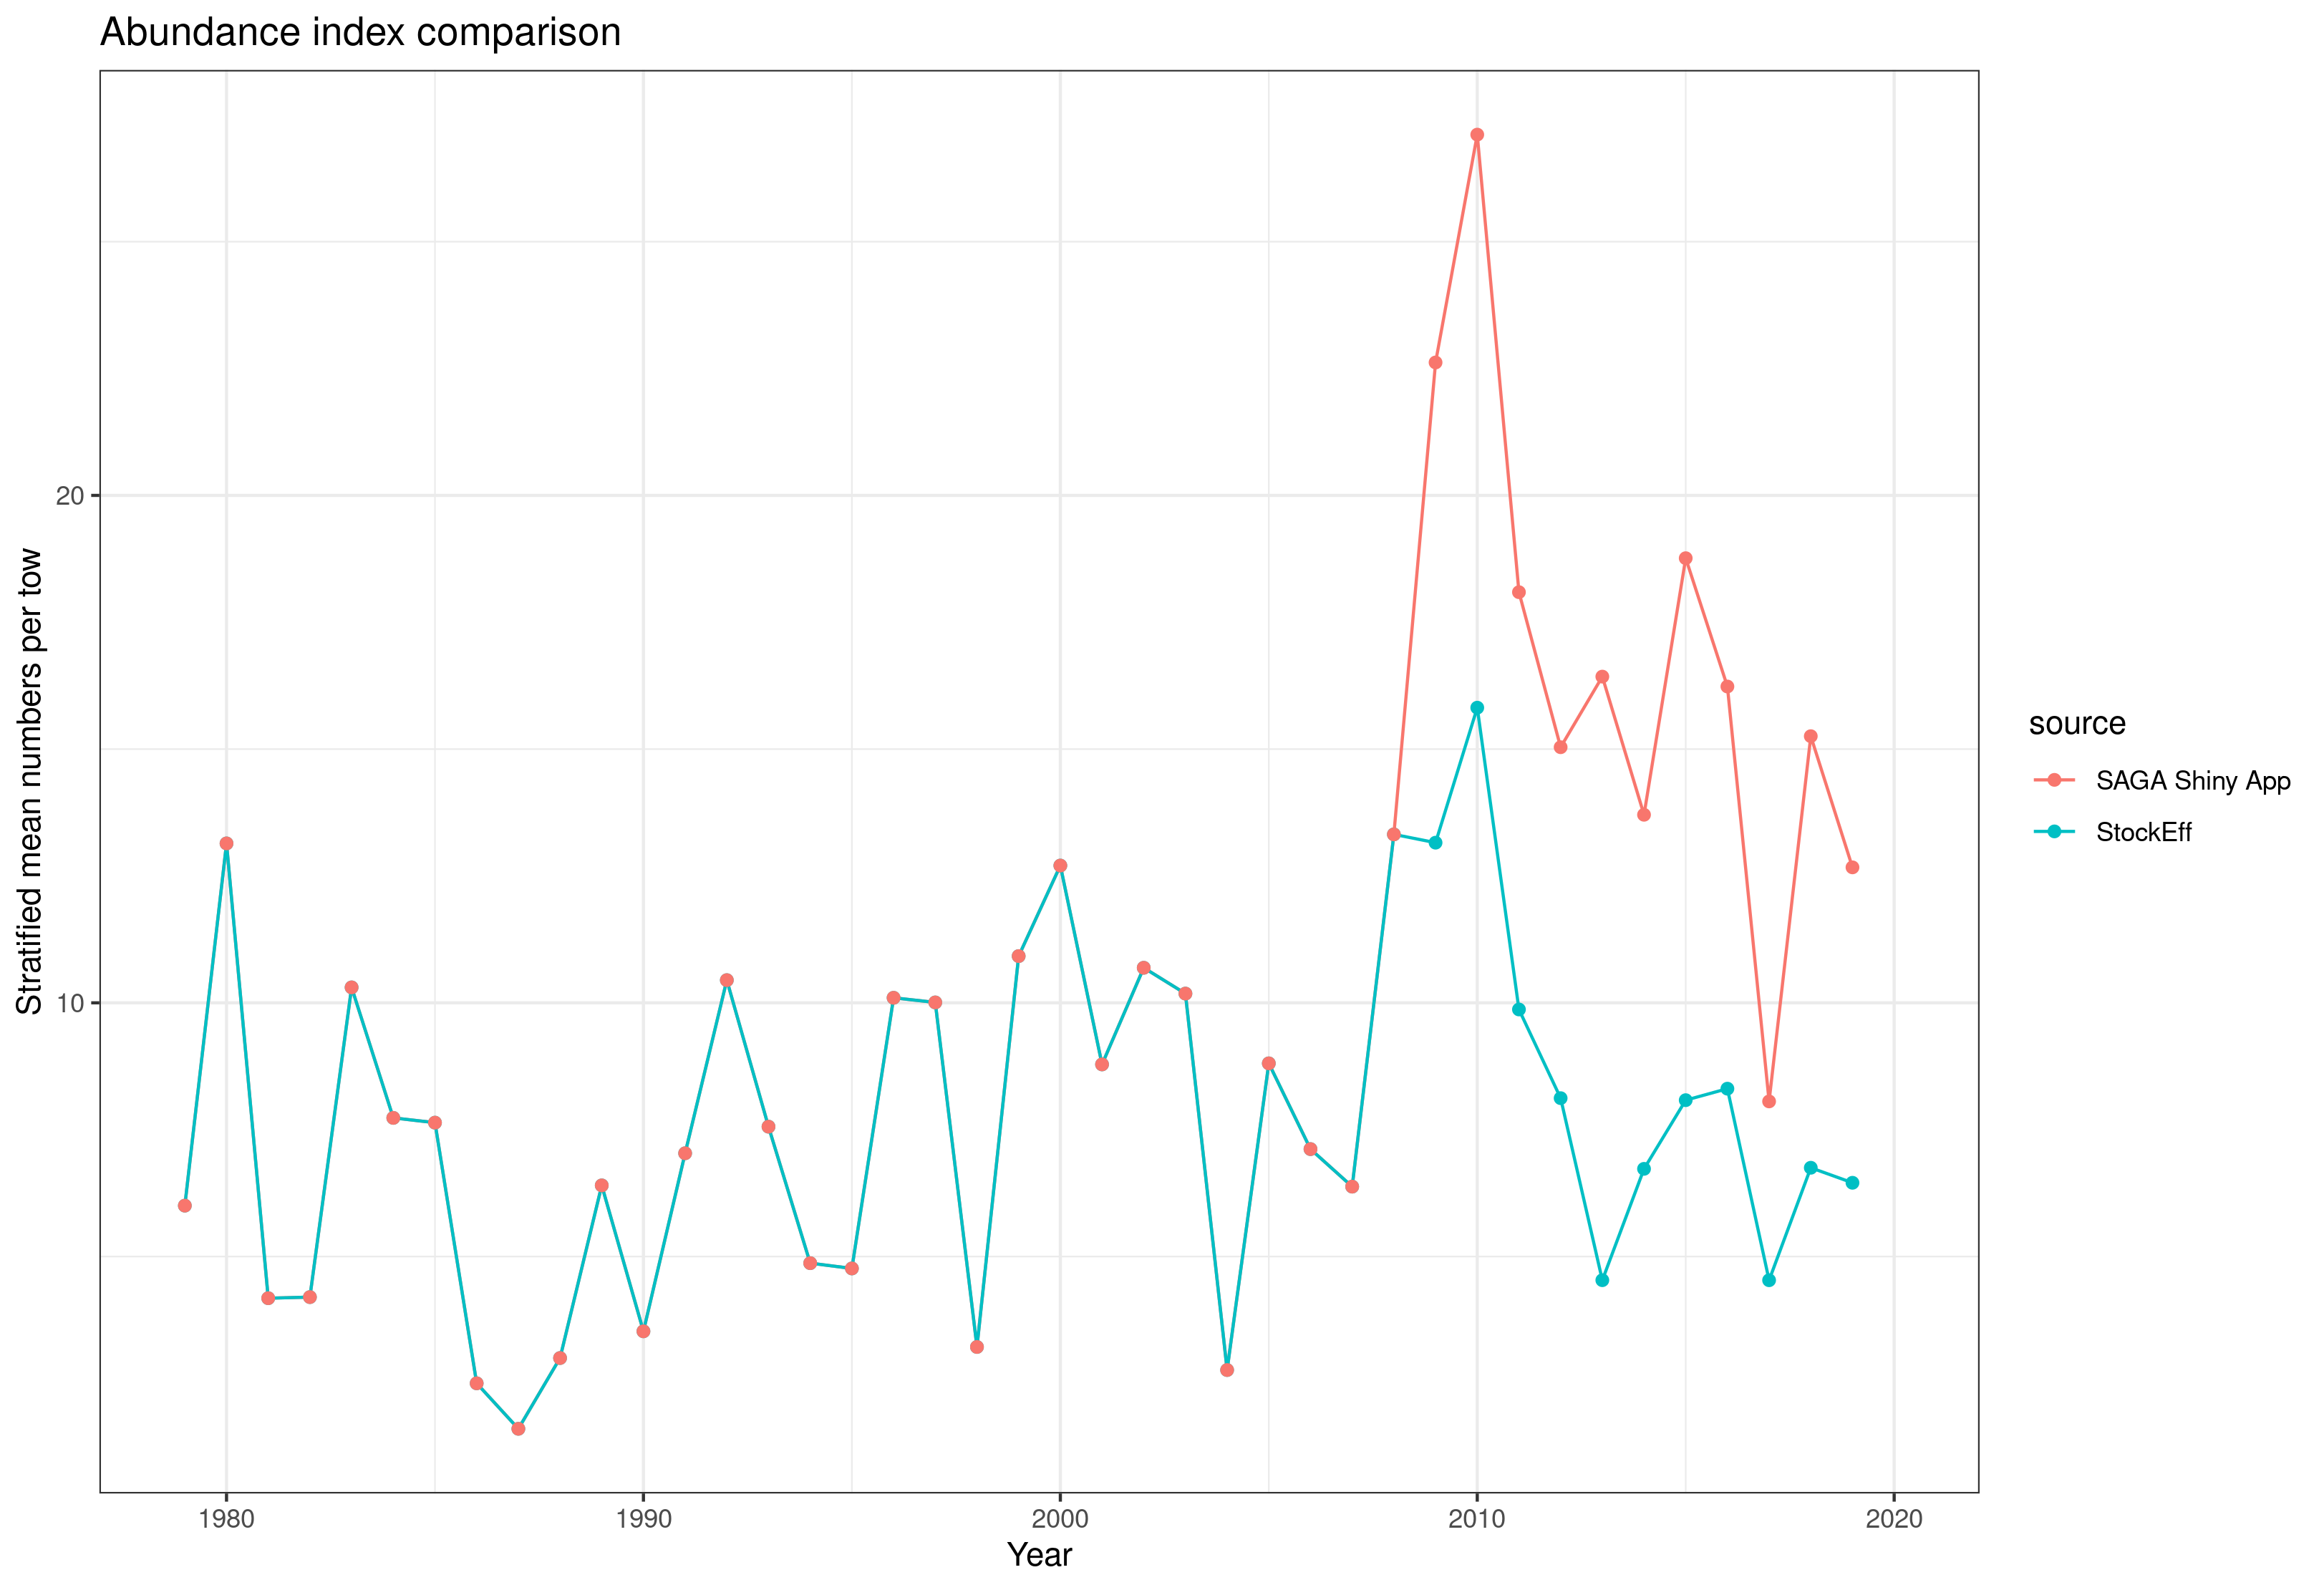 Abundance index comparison
Stratified mean numbers per tow
20
10
1980
1990
2000
2010
2020
Year
source
SAGA Shiny App
StockEff